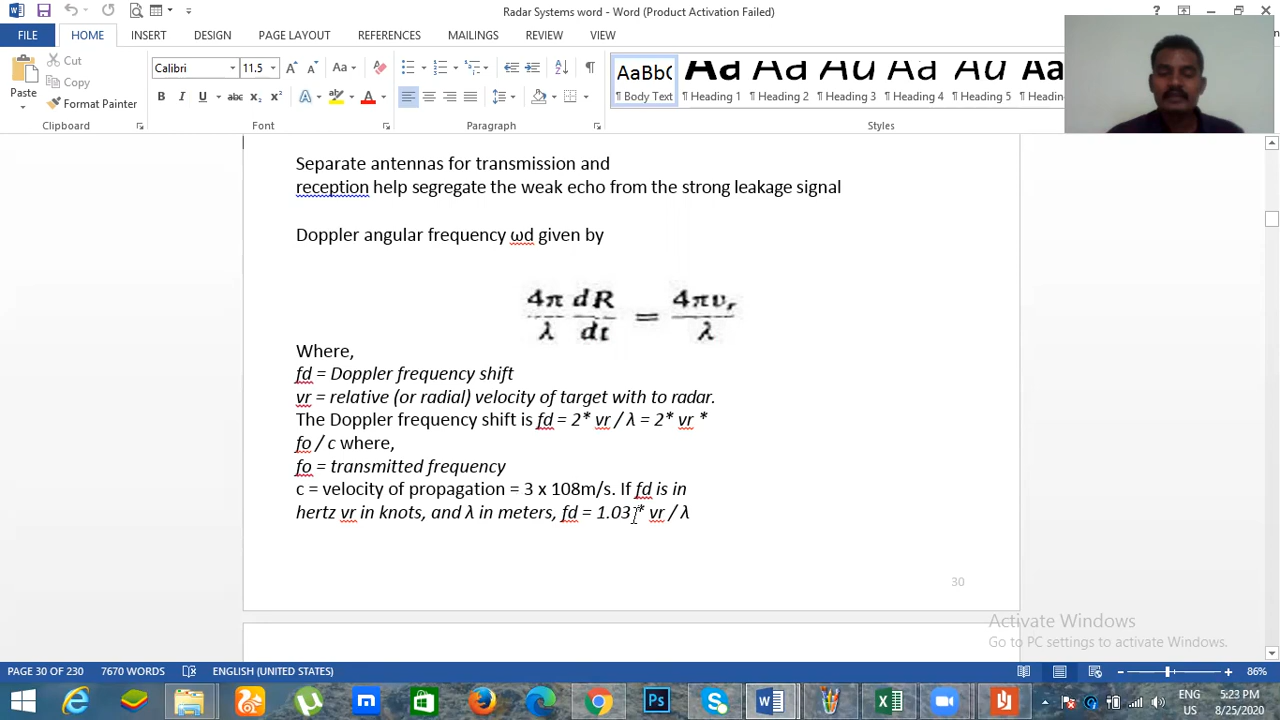 Radar Systems word - Word (Product Activation Failed)
FILE HOME INSERT DESIGN PAGE LAYOUT REFERENCES MAILINGS REVIEW VIEW
Cut
Copy
Paste
Format Painter
Calibri 11.5
AaBbC AaBb AaBb AaBb AaBb AaBb
¶ Body Text ¶ Heading 1 ¶ Heading 2 ¶ Heading 3 ¶ Heading 4 ¶ Heading 5
Clipboard Font Paragraph Styles
Separate antennas for transmission and
reception help segregate the weak echo from the strong leakage signal
Doppler angular frequency ωd given by
4π/λ dR/dt = 4πvr/λ
Where,
fd = Doppler frequency shift
vr = relative (or radial) velocity of target with to radar.
The Doppler frequency shift is fd = 2* vr / λ = 2* vr *
fo / c where,
fo = transmitted frequency
c = velocity of propagation = 3 x 108m/s. If fd is in
hertz vr in knots, and λ in meters, fd = 1.03 * vr / λ
30
Activate Windows
Go to PC settings to activate Windows.
PAGE 30 OF 230 7670 WORDS ENGLISH (UNITED STATES) 86%
ENG 5:23 PM
US 8/25/2020